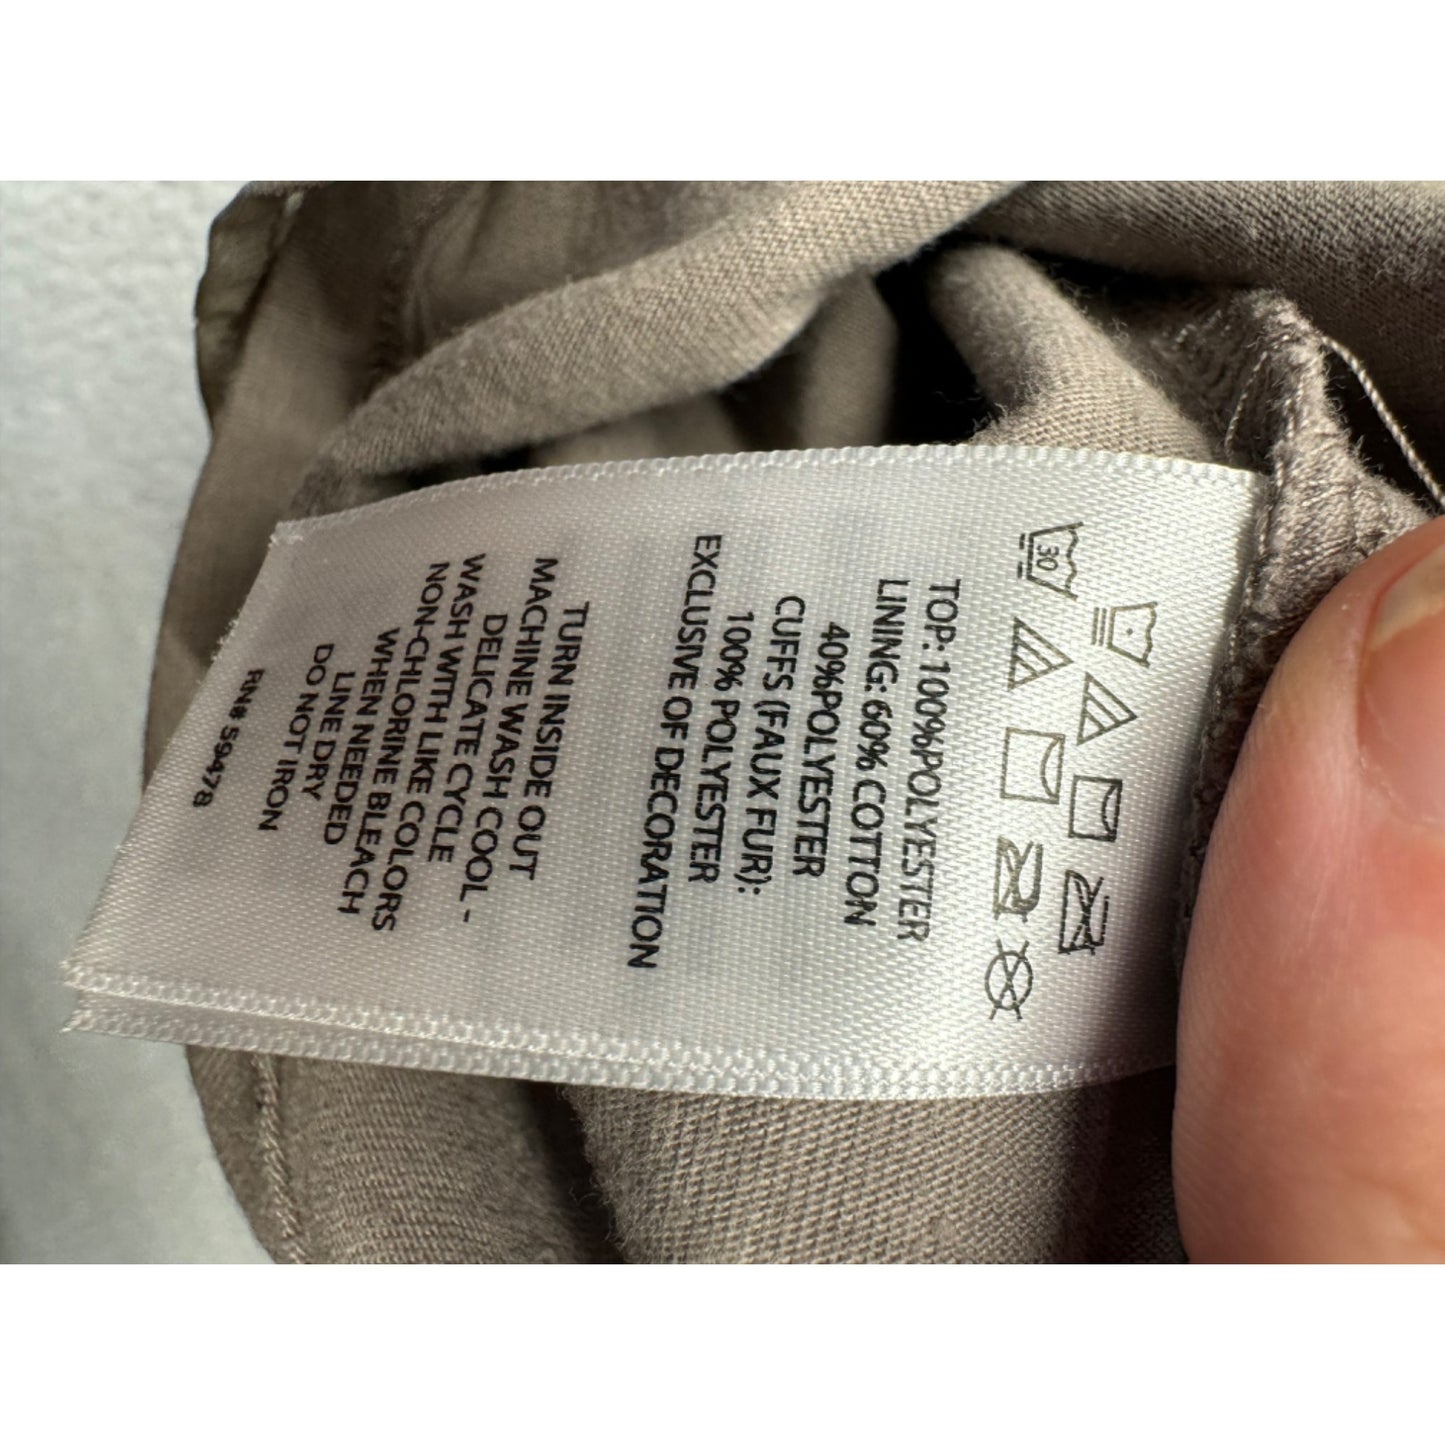 30
TOP: 100%POLYESTER
LINING: 60% COTTON
40%POLYESTER
CUFFS (FAUX FUR):
100% POLYESTER
EXCLUSIVE OF DECORATION
TURN INSIDE OUT
MACHINE WASH COOL -
DELICATE CYCLE
WASH WITH LIKE COLORS
NON-CHLORINE BLEACH
WHEN NEEDED
LINE DRY
DO NOT IRON
RN# 59478